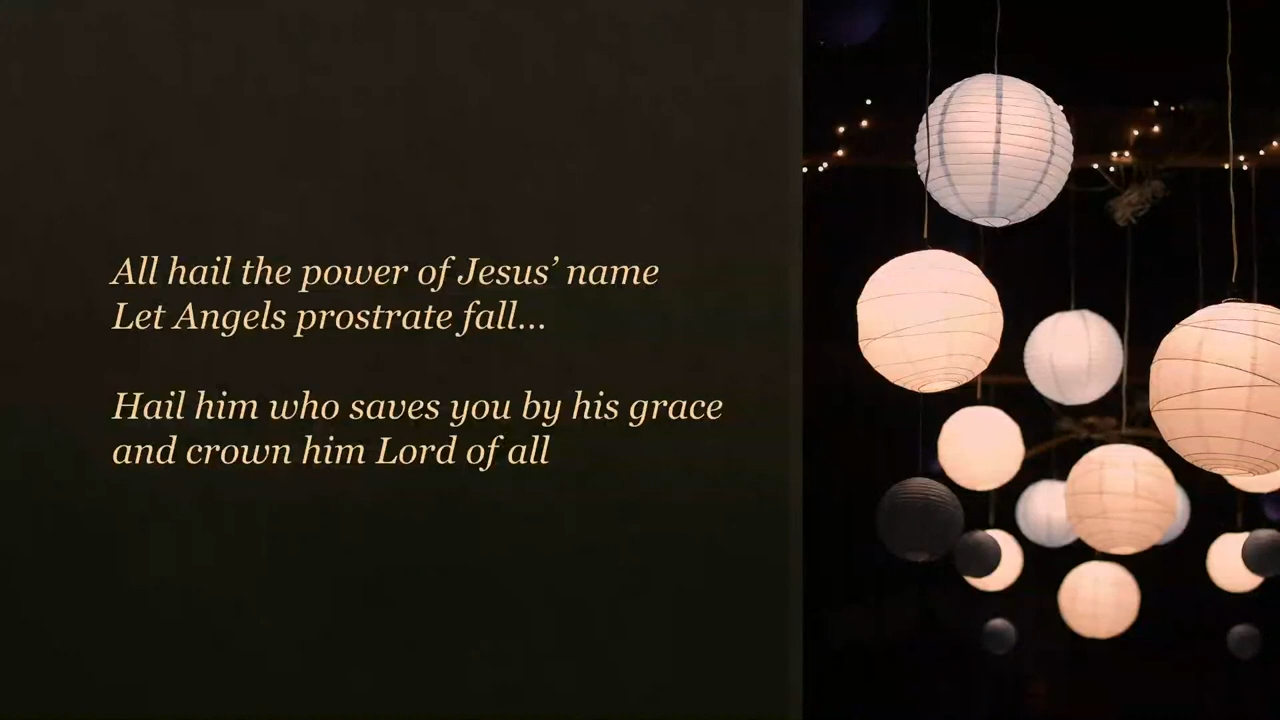 All hail the power of Jesus’ name
Let Angels prostrate fall...
Hail him who saves you by his grace
and crown him Lord of all